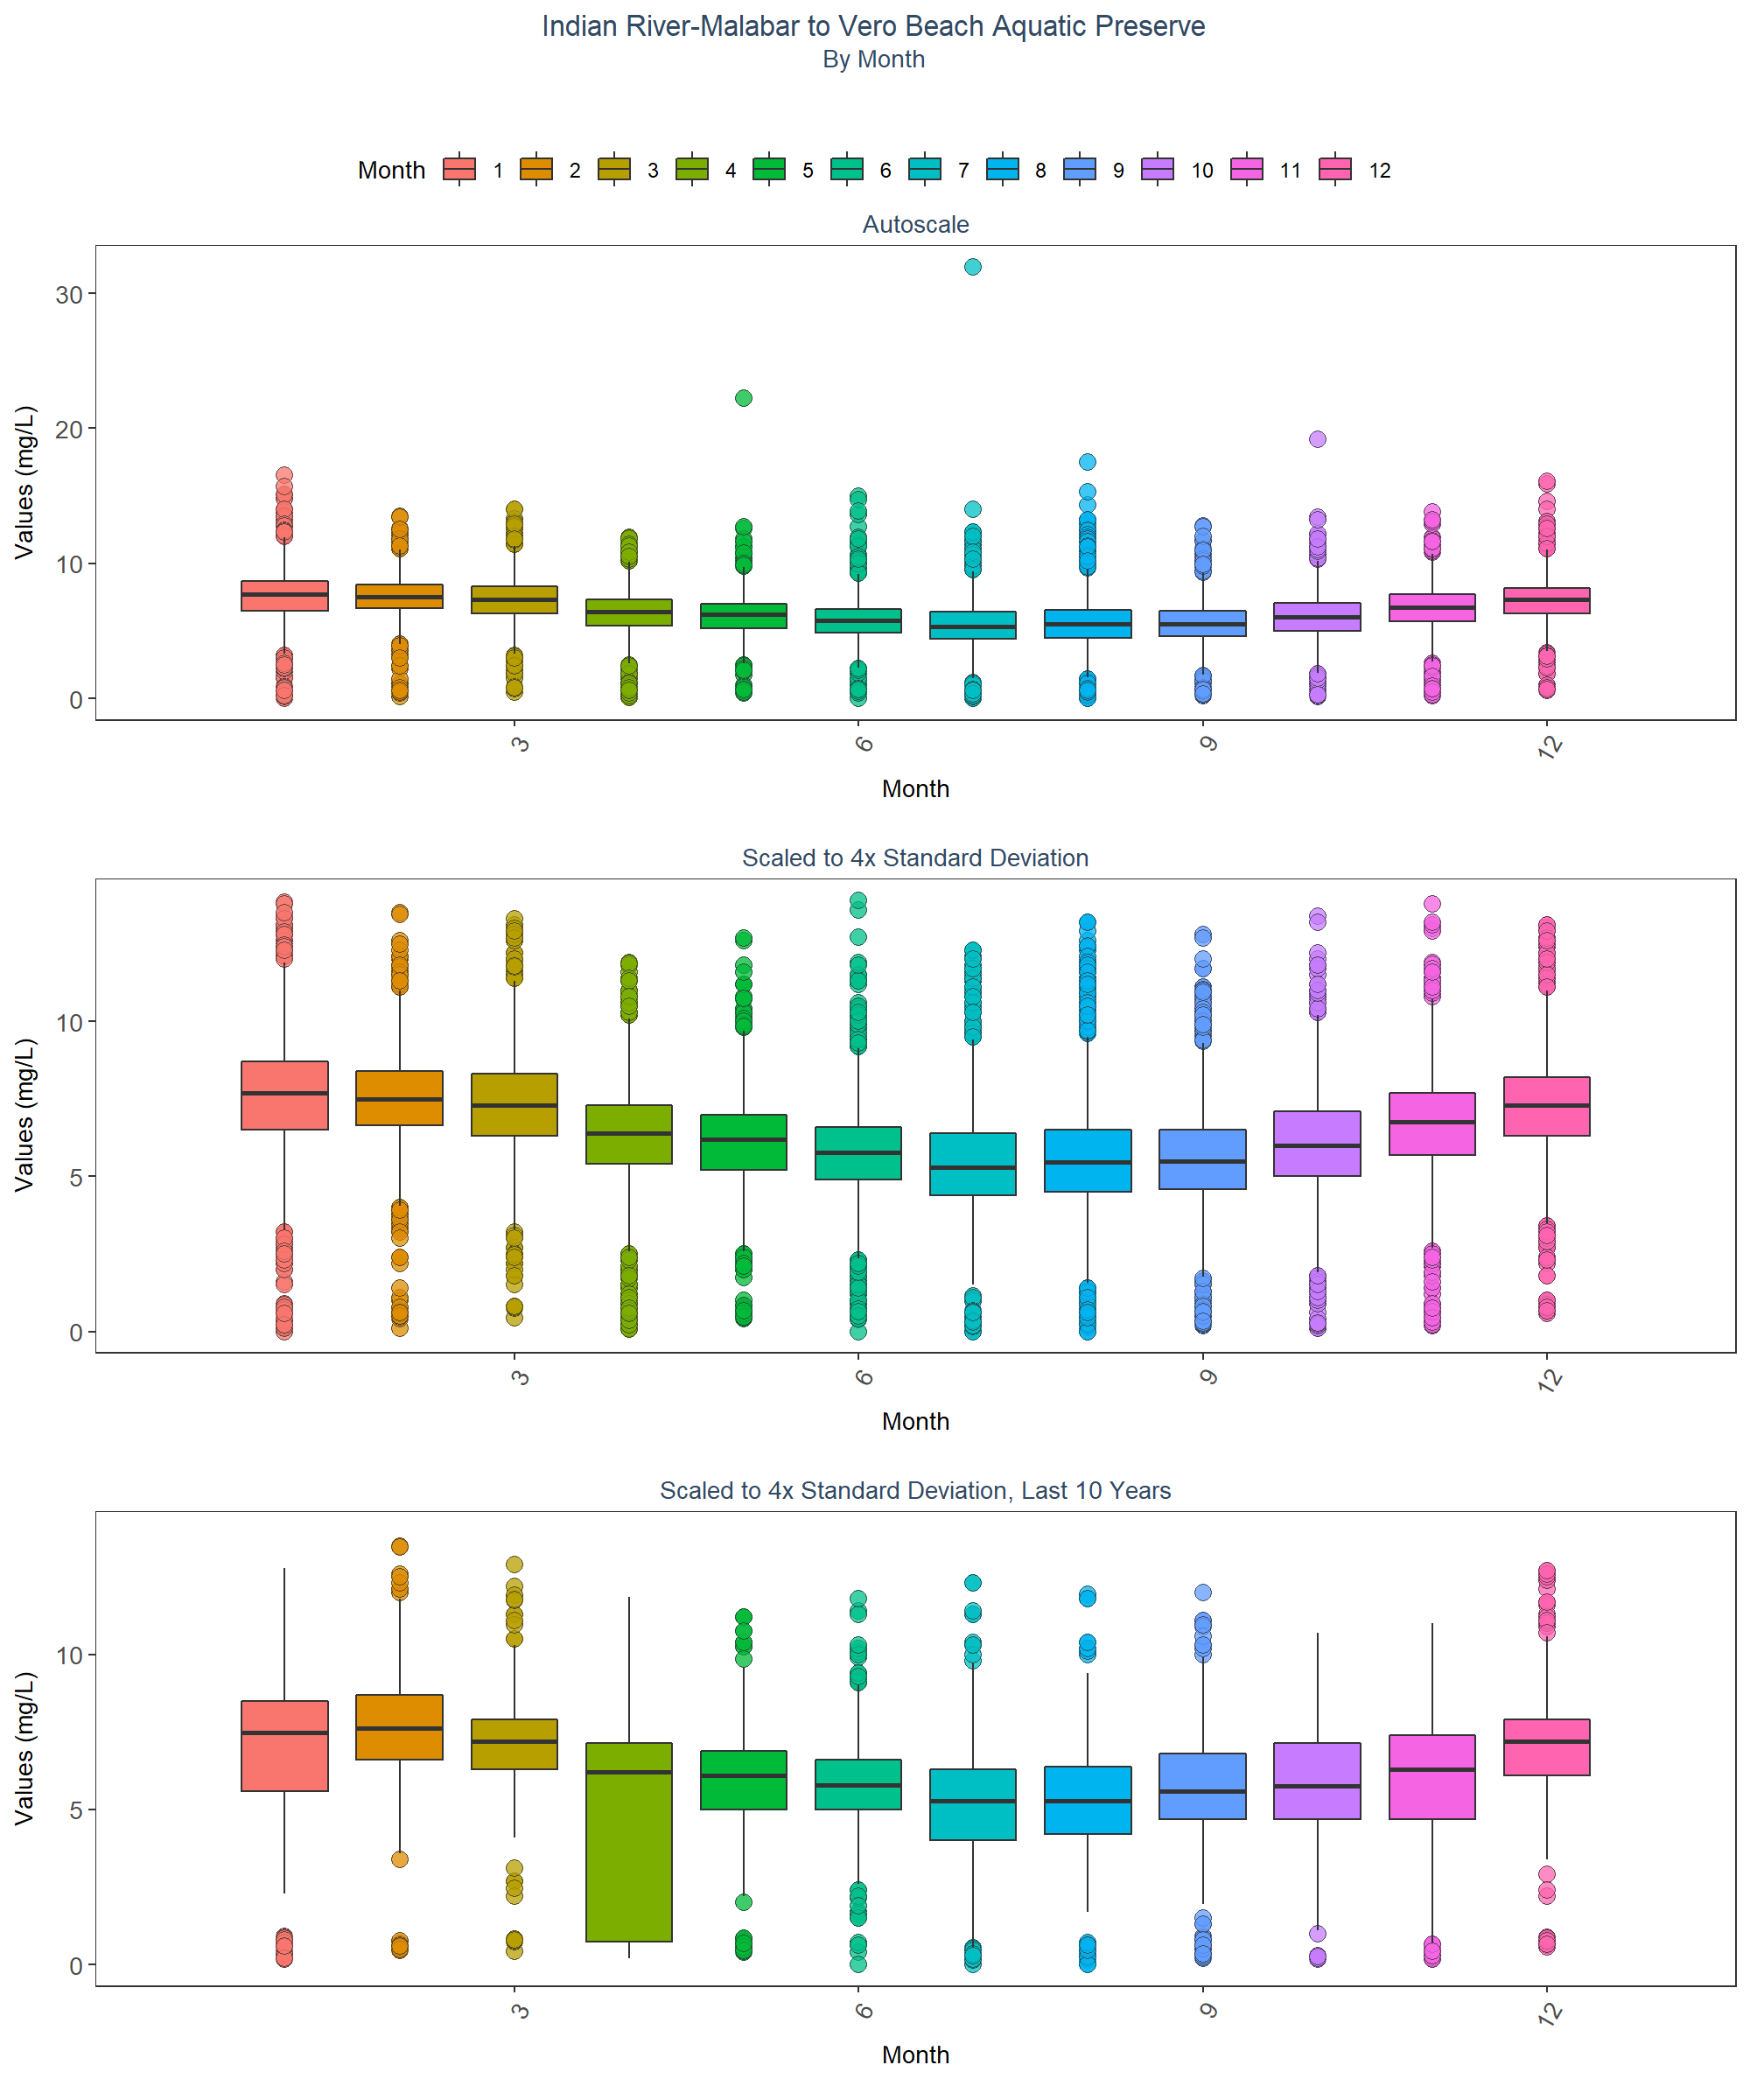 Indian River-Malabar to Vero Beach Aquatic Preserve
By Month
Month 1 2 3 4 5 6 7 8 9 10 11 12
Autoscale
Values (mg/L)
30
20
10
0
3 6 9 12
Month
Scaled to 4x Standard Deviation
Values (mg/L)
10
5
0
3 6 9 12
Month
Scaled to 4x Standard Deviation, Last 10 Years
Values (mg/L)
10
5
0
3 6 9 12
Month